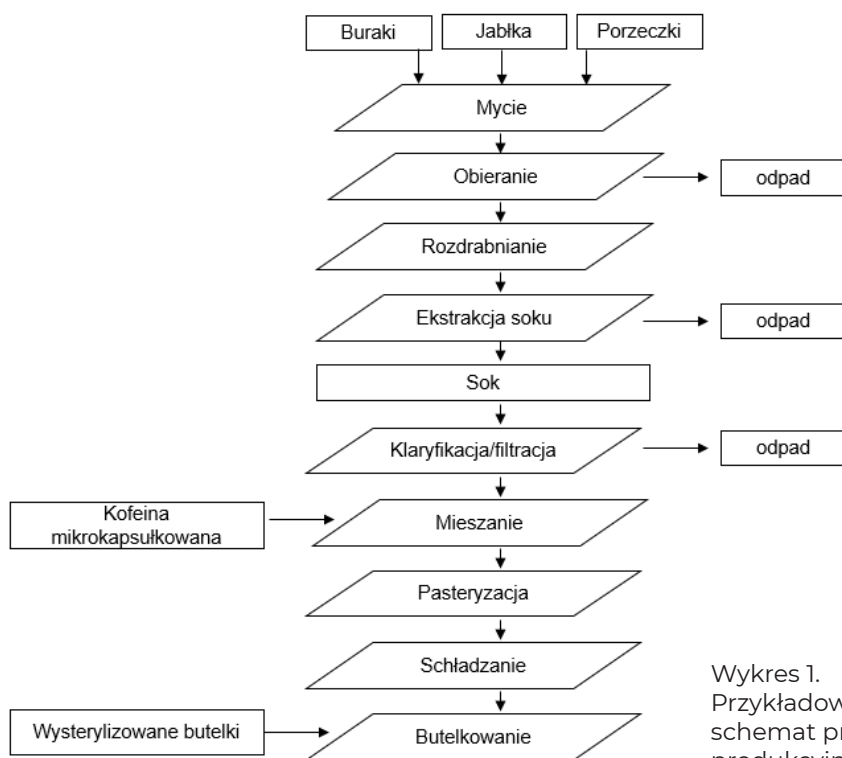 Buraki
Jabłka
Porzeczki
Mycie
Obieranie
odpad
Rozdrabnianie
Ekstrakcja soku
odpad
Sok
Klaryfikacja/filtracja
odpad
Kofeina
mikrokapsułkowana
Mieszanie
Pasteryzacja
Schładzanie
Wysterylizowane butelki
Butelkowanie
Wykres 1.
schemat